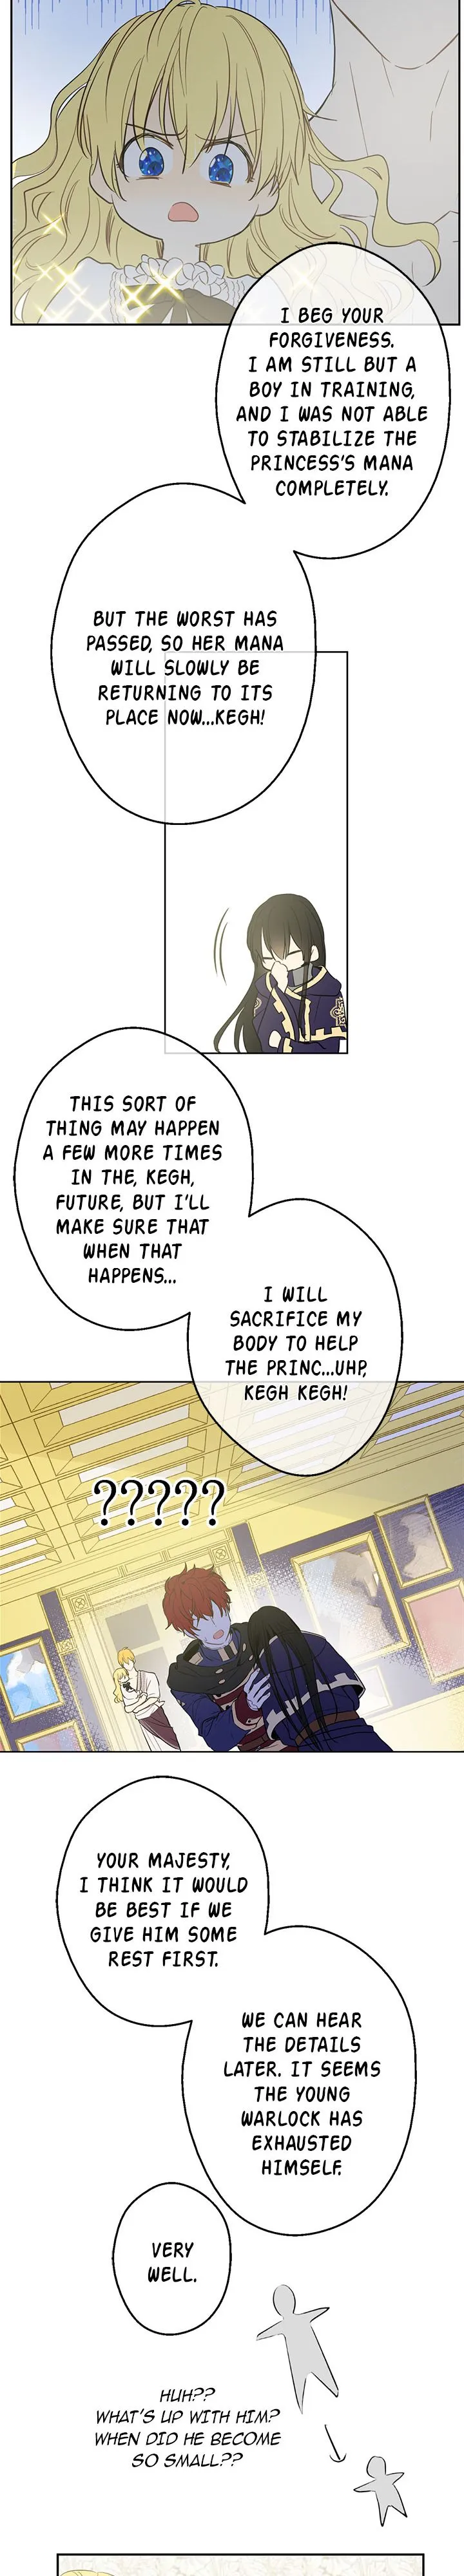 I BEG YOUR
FORGIVENESS.
I AM STILL BUT A
BOY IN TRAINING,
AND I WAS NOT ABLE
TO STABILIZE THE
PRINCESS'S MANA
COMPLETELY.
BUT THE WORST HAS
PASSED, SO HER MANA
WILL SLOWLY BE
RETURNING TO ITS
PLACE NOW...KEGH!
THIS SORT OF
THING MAY HAPPEN
A FEW MORE TIMES
IN THE, KEGH,
FUTURE, BUT I'LL
MAKE SURE THAT
WHEN THAT
HAPPENS...
I WILL
SACRIFICE MY
BODY TO HELP
THE PRINC...UHP,
KEGH KEGH!
?????
YOUR MAJESTY,
I THINK IT WOULD
BE BEST IF WE
GIVE HIM SOME
REST FIRST.
WE CAN HEAR
THE DETAILS
LATER. IT SEEMS
THE YOUNG
WARLOCK HAS
EXHAUSTED
HIMSELF.
VERY
WELL.
HUH??
WHAT'S UP WITH HIM?
WHEN DID HE BECOME
SO SMALL??